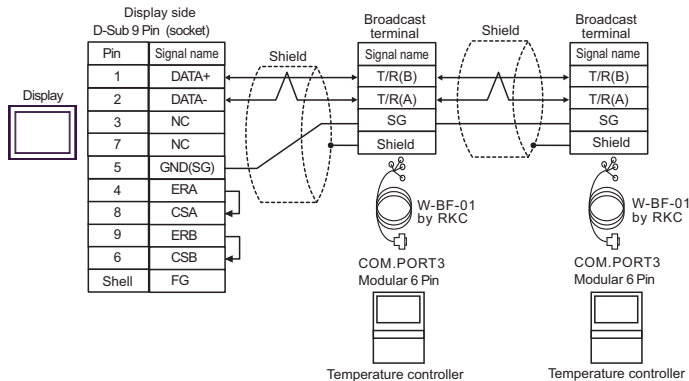 Display side
D-Sub 9 Pin (socket)
Pin Signal name
1 DATA+
2 DATA-
3 NC
7 NC
5 GND(SG)
4 ERA
8 CSA
9 ERB
6 CSB
Shell FG
Display
Shield
Broadcast
terminal
Signal name
T/R(B)
T/R(A)
SG
Shield
W-BF-01
by RKC
COM.PORT3
Modular 6 Pin
Temperature controller
Shield
Broadcast
terminal
Signal name
T/R(B)
T/R(A)
SG
Shield
W-BF-01
by RKC
COM.PORT3
Modular 6 Pin
Temperature controller